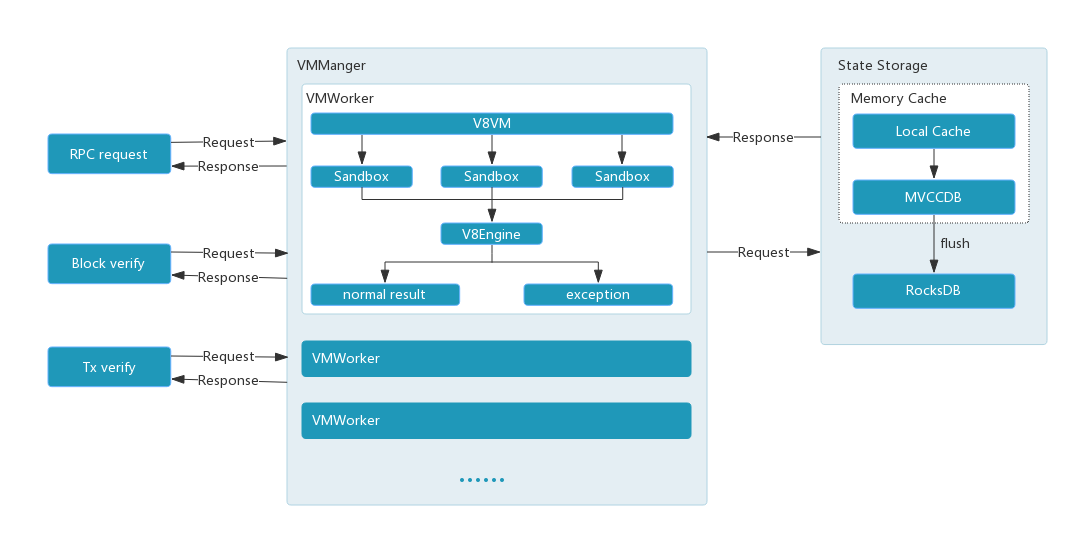 RPC request
Request
Response
Block verify
Request
Response
Tx verify
Request
Response
VMManger
VMWorker
V8VM
Sandbox
Sandbox
Sandbox
V8Engine
normal result
exception
VMWorker
VMWorker
......
Response
Request
State Storage
Memory Cache
Local Cache
MVCCDB
flush
RocksDB